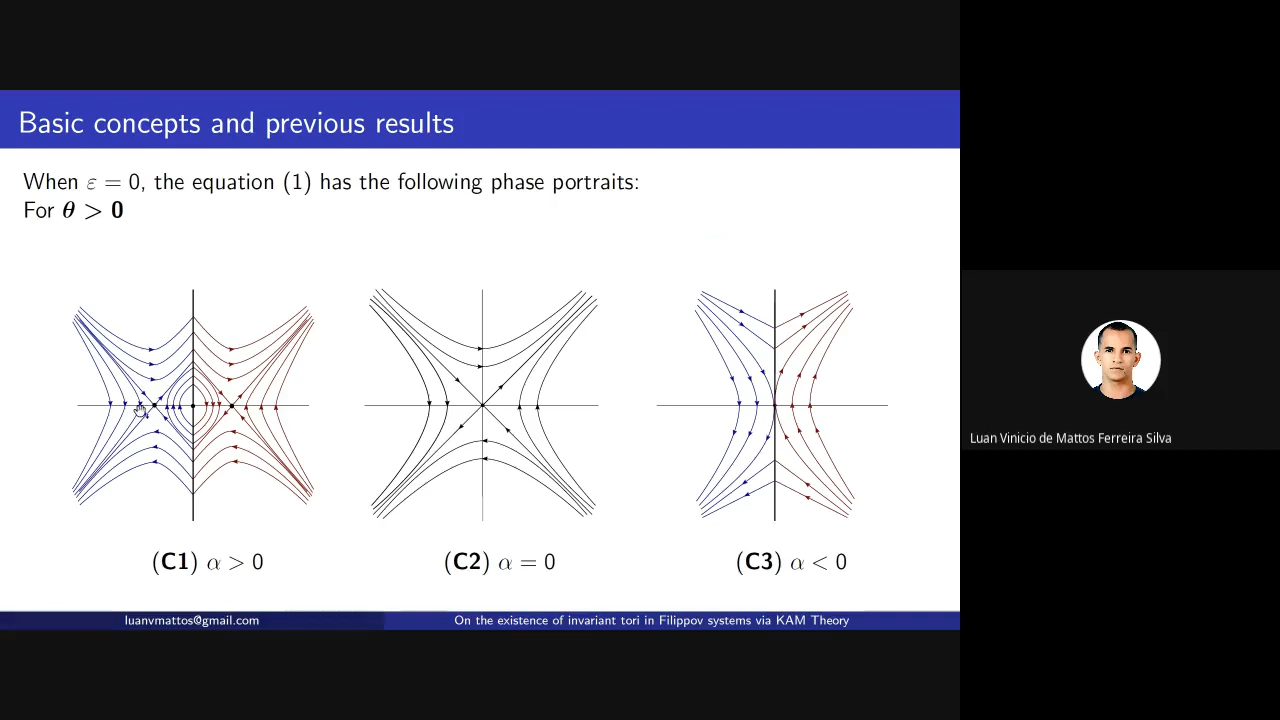 Basic concepts and previous results
When ε = 0, the equation (1) has the following phase portraits:
For θ > 0
(C1) α > 0
(C2) α = 0
(C3) α < 0
luanvmattos@gmail.com
On the existence of invariant tori in Filippov systems via KAM Theory
Luan Vinicio de Mattos Ferreira Silva